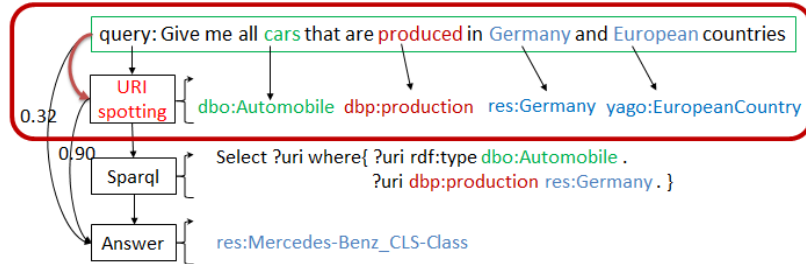 query: Give me all cars that are produced in Germany and European countries
URI
spotting
dbo:Automobile dbp:production res:Germany yago:EuropeanCountry
0.32
0.90
Sparql
Select ?uri where{ ?uri rdf:type dbo:Automobile .
?uri dbp:production res:Germany . }
Answer
res:Mercedes-Benz_CLS-Class